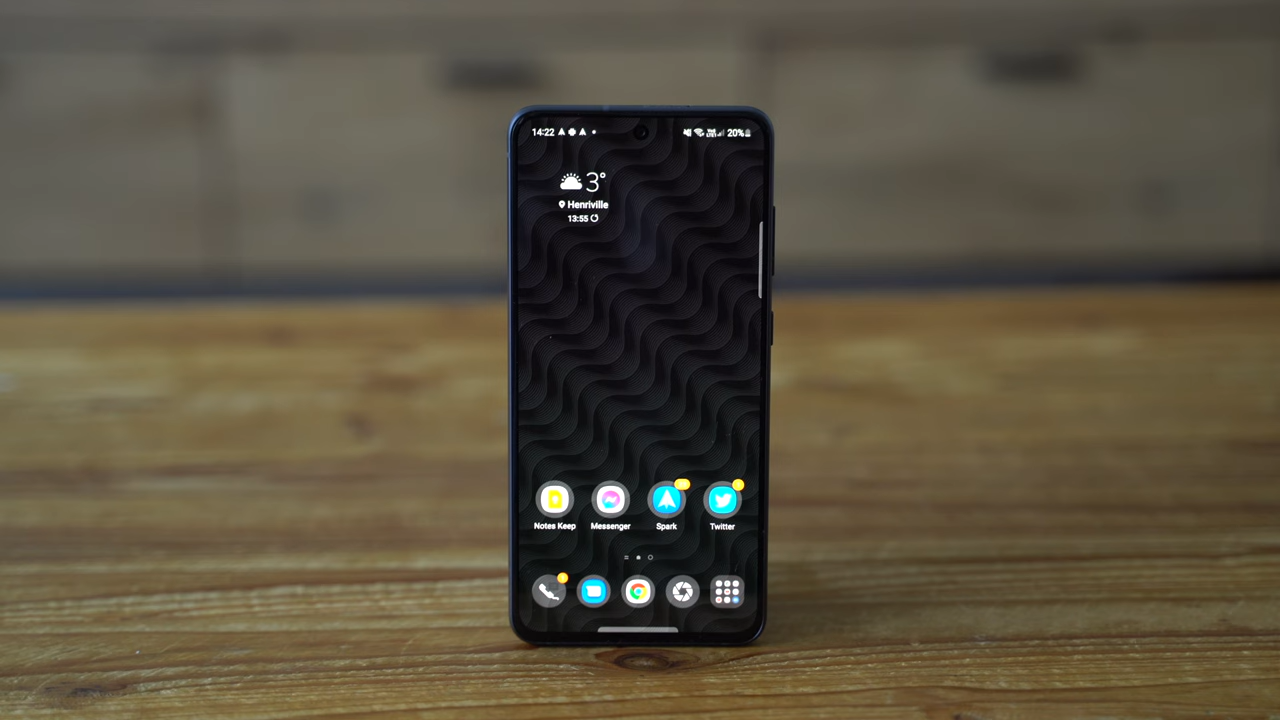 14:22
20%
3°
Henriville
13:55
Notes Keep
Messenger
Spark
Twitter